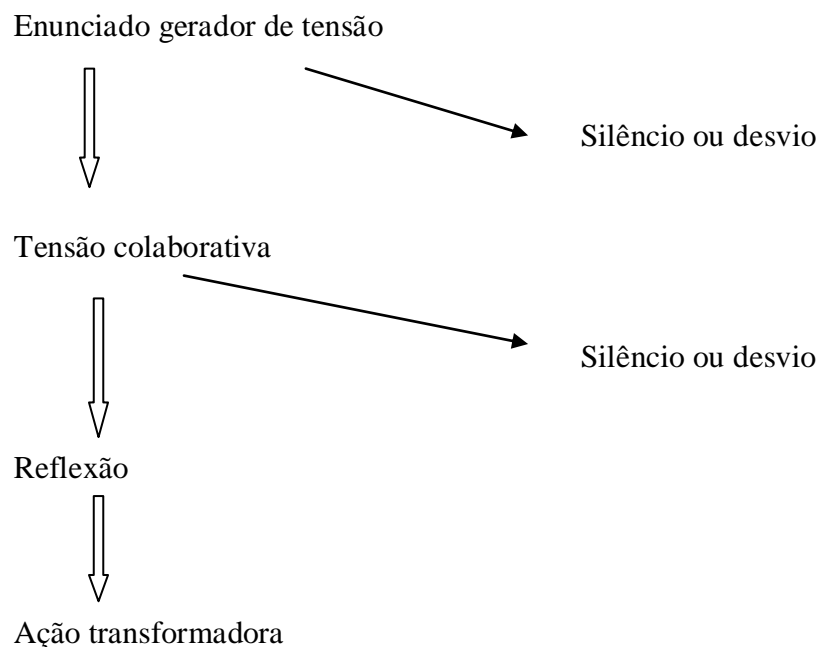 Enunciado gerador de tensão
Silêncio ou desvio
Tensão colaborativa
Silêncio ou desvio
Reflexão
Ação transformadora